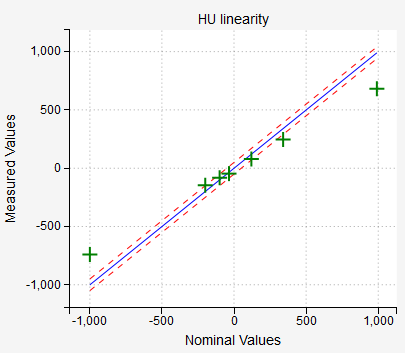 HU linearity
1,000
500
0
-500
-1,000
Measured Values
-1,000 -500 0 500 1,000
Nominal Values